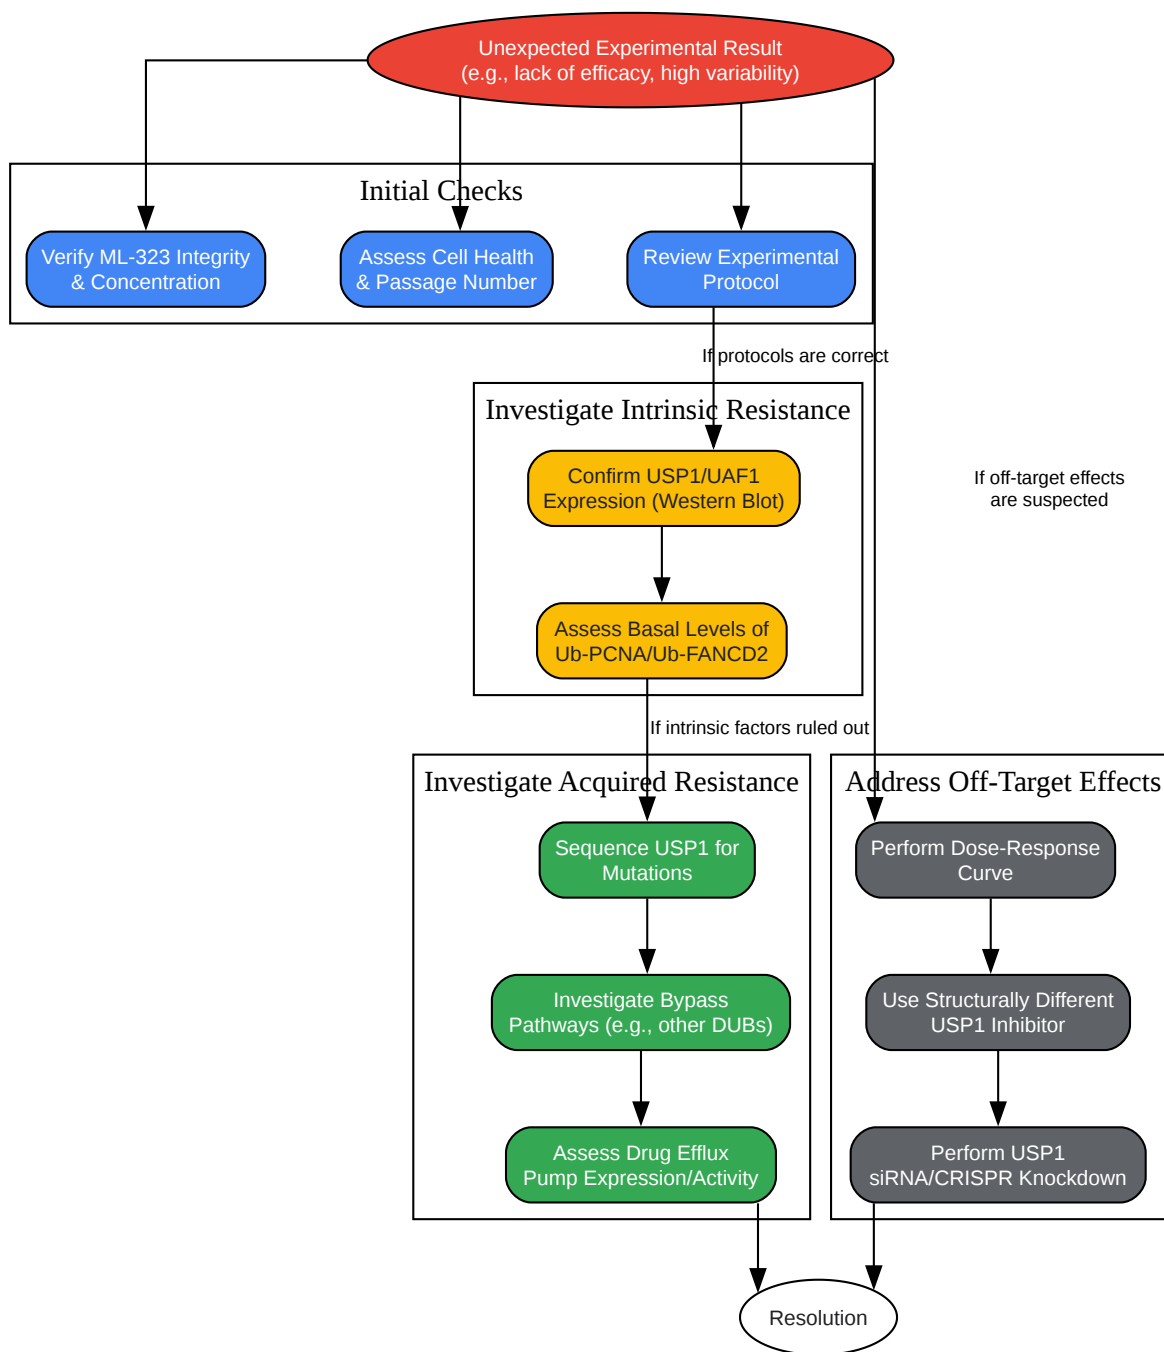 Unexpected Experimental Result
(e.g., lack of efficacy, high variability)
Initial Checks
Verify ML-323 Integrity
& Concentration
Assess Cell Health
& Passage Number
Review Experimental
Protocol
If protocols are correct
Investigate Intrinsic Resistance
Confirm USP1/UAF1
Expression (Western Blot)
If off-target effects
are suspected
Assess Basal Levels of
Ub-PCNA/Ub-FANCD2
If intrinsic factors ruled out
Investigate Acquired Resistance
Sequence USP1 for
Mutations
Investigate Bypass
Pathways (e.g., other DUBs)
Assess Drug Efflux
Pump Expression/Activity
Address Off-Target Effects
Perform Dose-Response
Curve
Use Structurally Different
USP1 Inhibitor
Perform USP1
siRNA/CRISPR Knockdown
Resolution